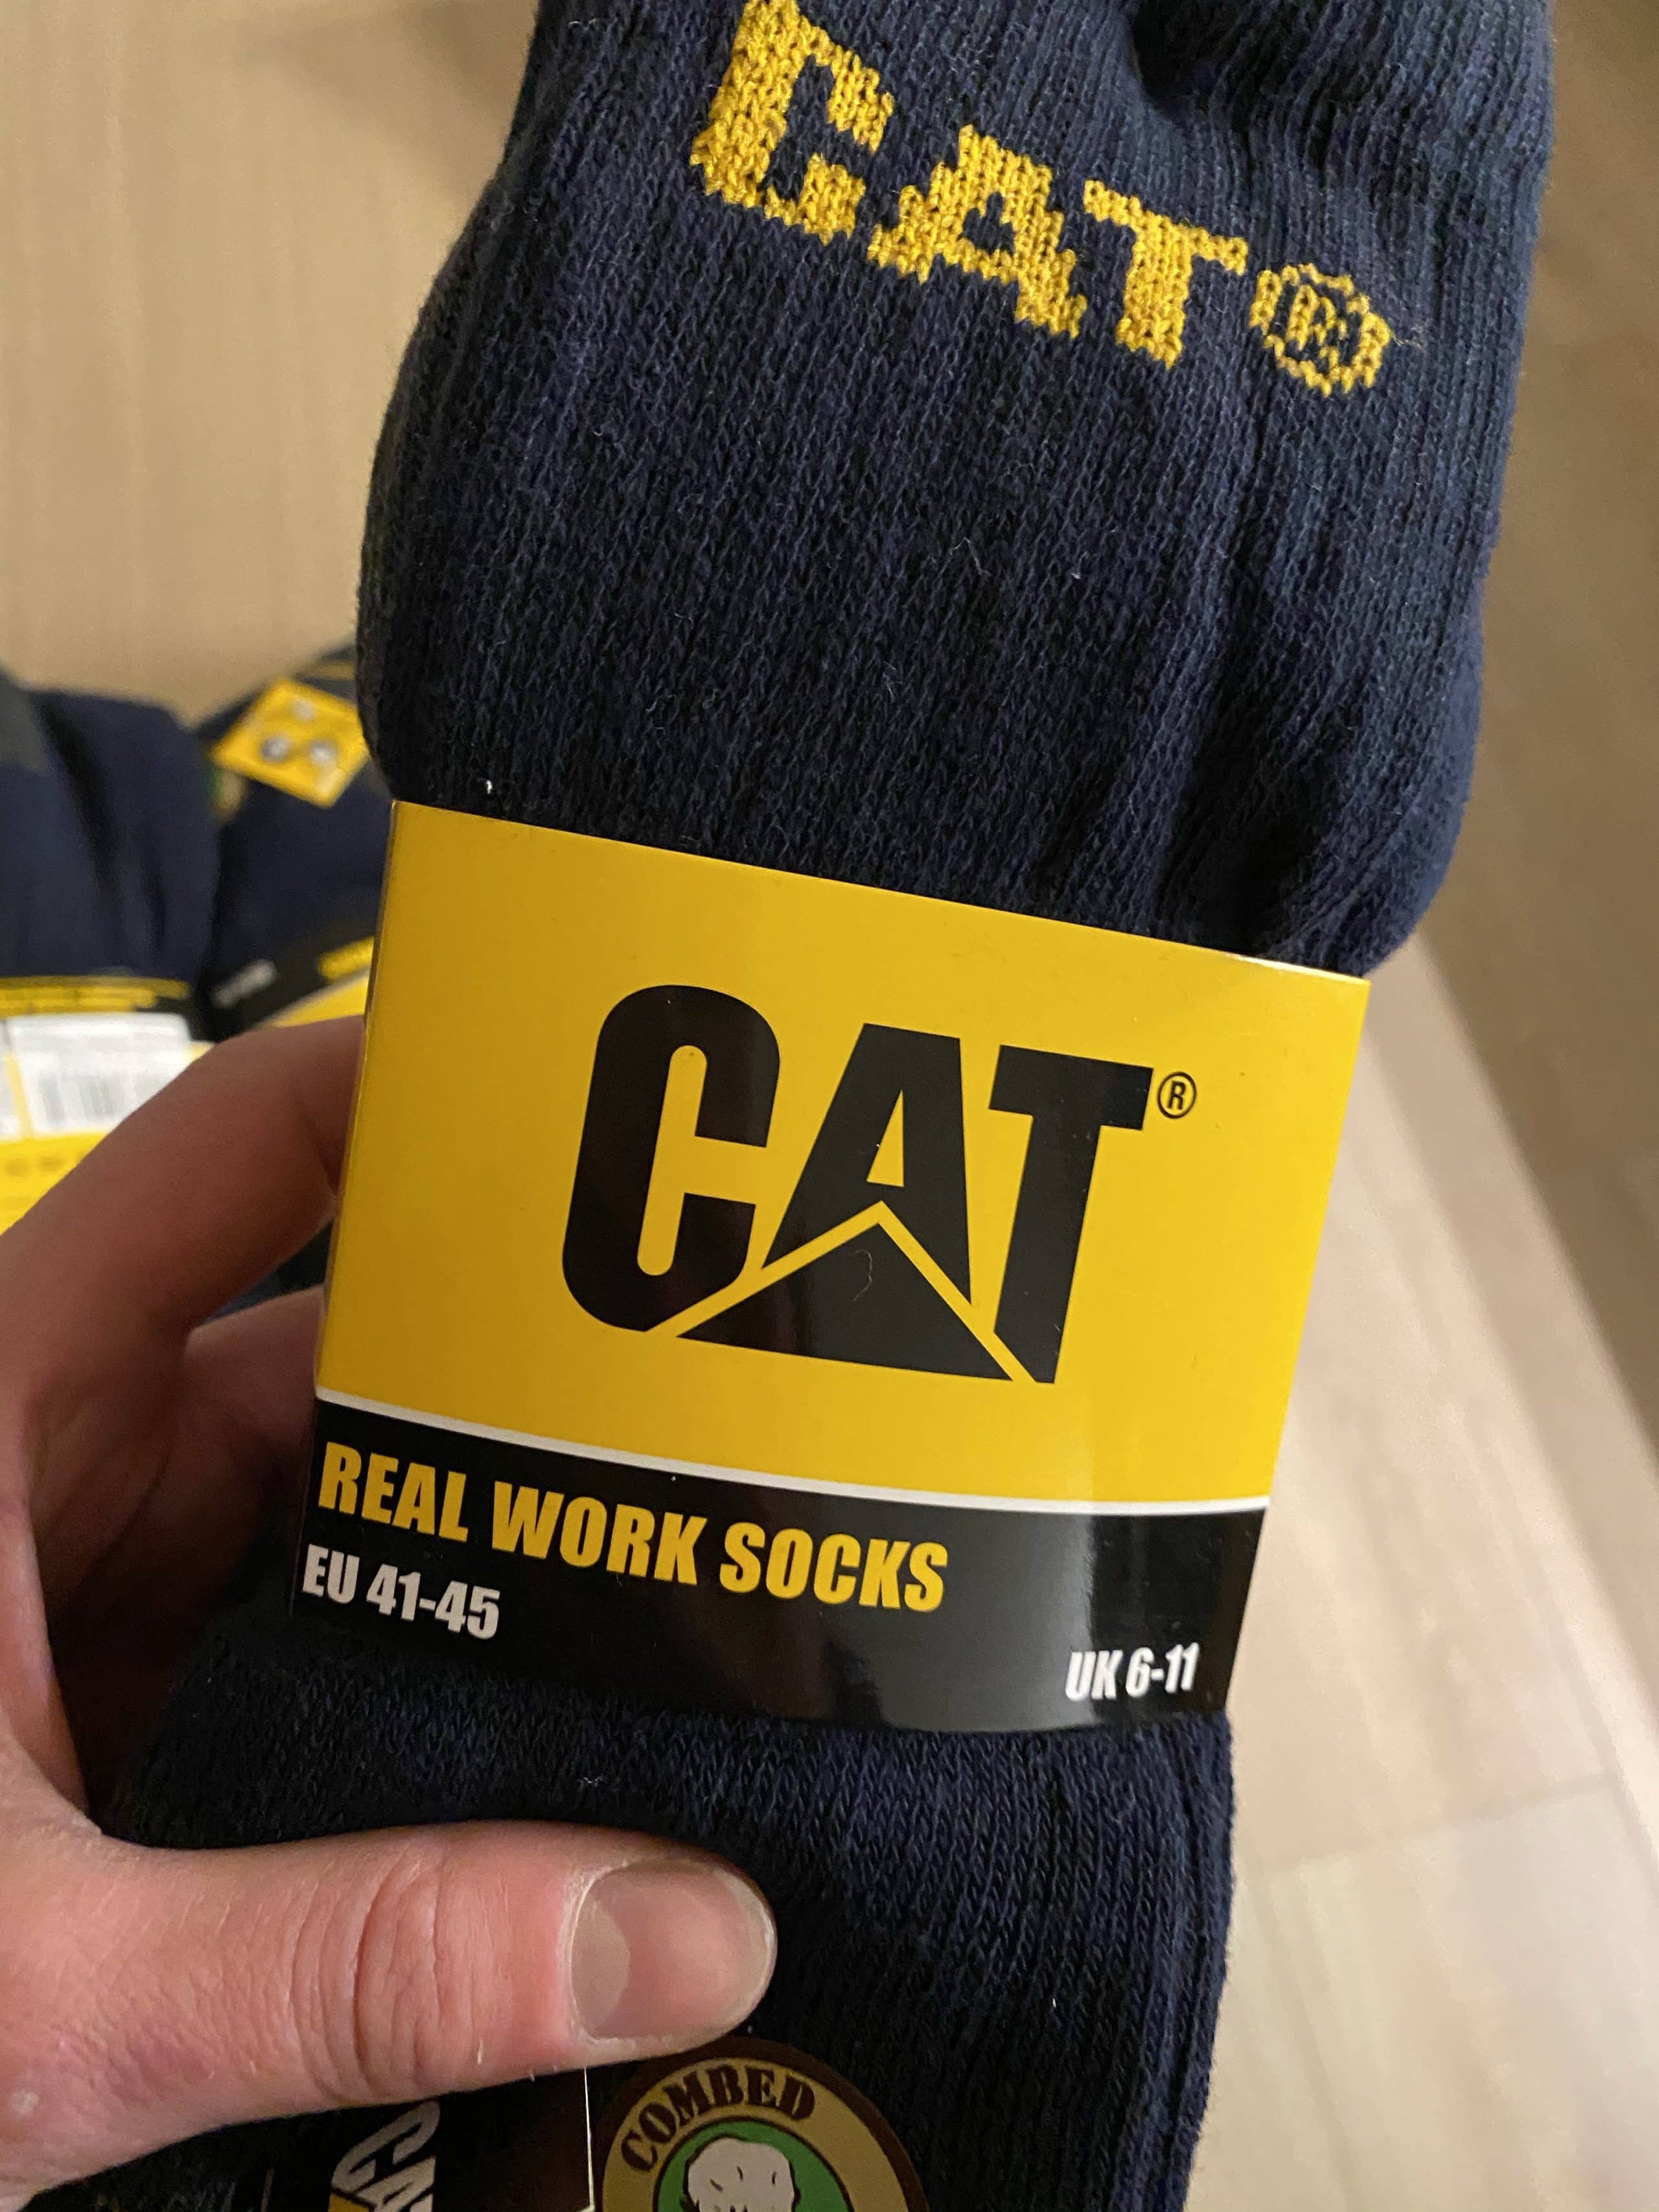 CAT®
CAT®
REAL WORK SOCKS
EU 41-45
UK 6-11
COMBED